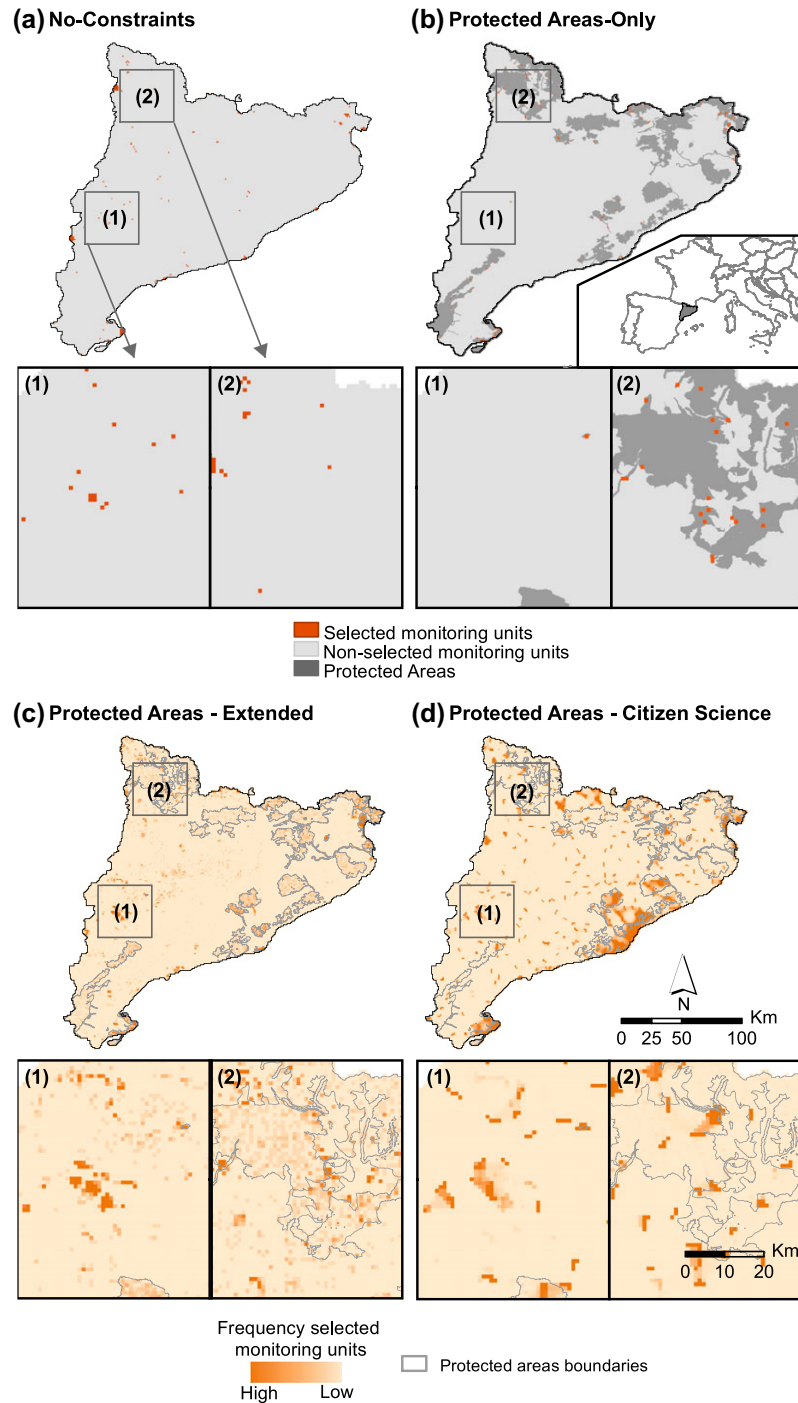 (a) No-Constraints
(b) Protected Areas-Only
(2)
(1)
(2)
(1)
(1)
(2)
(1)
(2)
Selected monitoring units
Non-selected monitoring units
Protected Areas
(c) Protected Areas - Extended
(d) Protected Areas - Citizen Science
(2)
(1)
(2)
(1)
N
Km
0 25 50 100
(1)
(2)
(1)
(2)
Km
0 10 20
Frequency selected
monitoring units
High Low
Protected areas boundaries